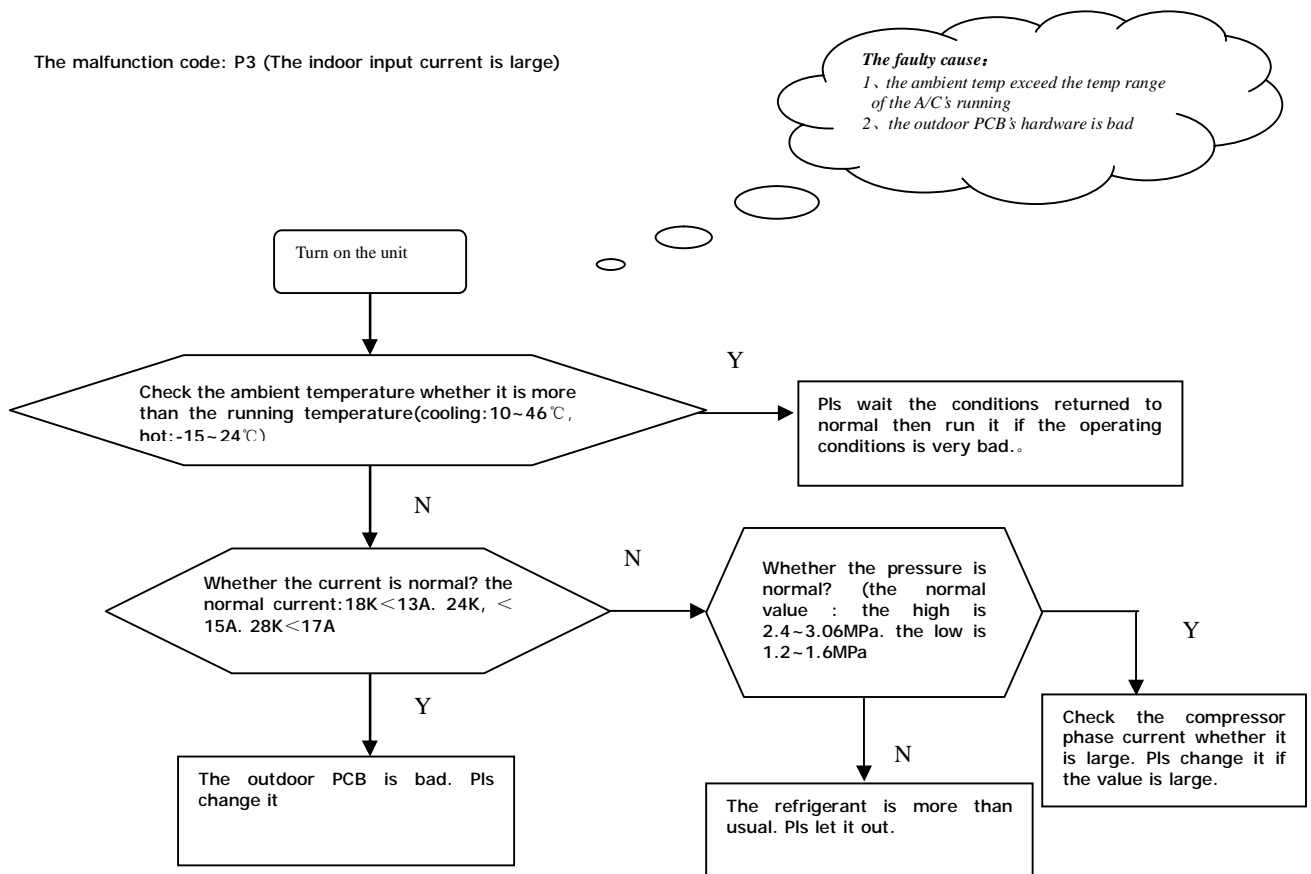 The malfunction code: P3 (The indoor input current is large)
The faulty cause：
1、the ambient temp exceed the temp range
of the A/C's running
2、the outdoor PCB's hardware is bad
Turn on the unit
Check the ambient temperature whether it is more
than the running temperature(cooling:10~46℃,
hot:-15~24℃)
Y
Pls wait the conditions returned to
normal then run it if the operating
conditions is very bad.。
N
Whether the current is normal? the
normal current:18K＜13A. 24K, ＜
15A. 28K＜17A
N
Whether the pressure is
normal? (the normal
value : the high is
2.4~3.06MPa. the low is
1.2~1.6MPa
Y
Check the compressor
phase current whether it
is large. Pls change it if
the value is large.
Y
The outdoor PCB is bad. Pls
change it
N
The refrigerant is more than
usual. Pls let it out.